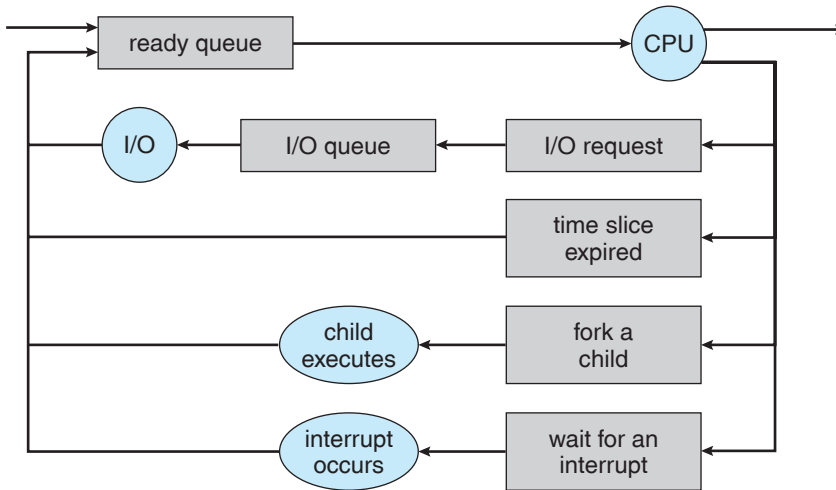 ready queue
CPU
I/O
I/O queue
I/O request
time slice
expired
child
executes
fork a
child
interrupt
occurs
wait for an
interrupt